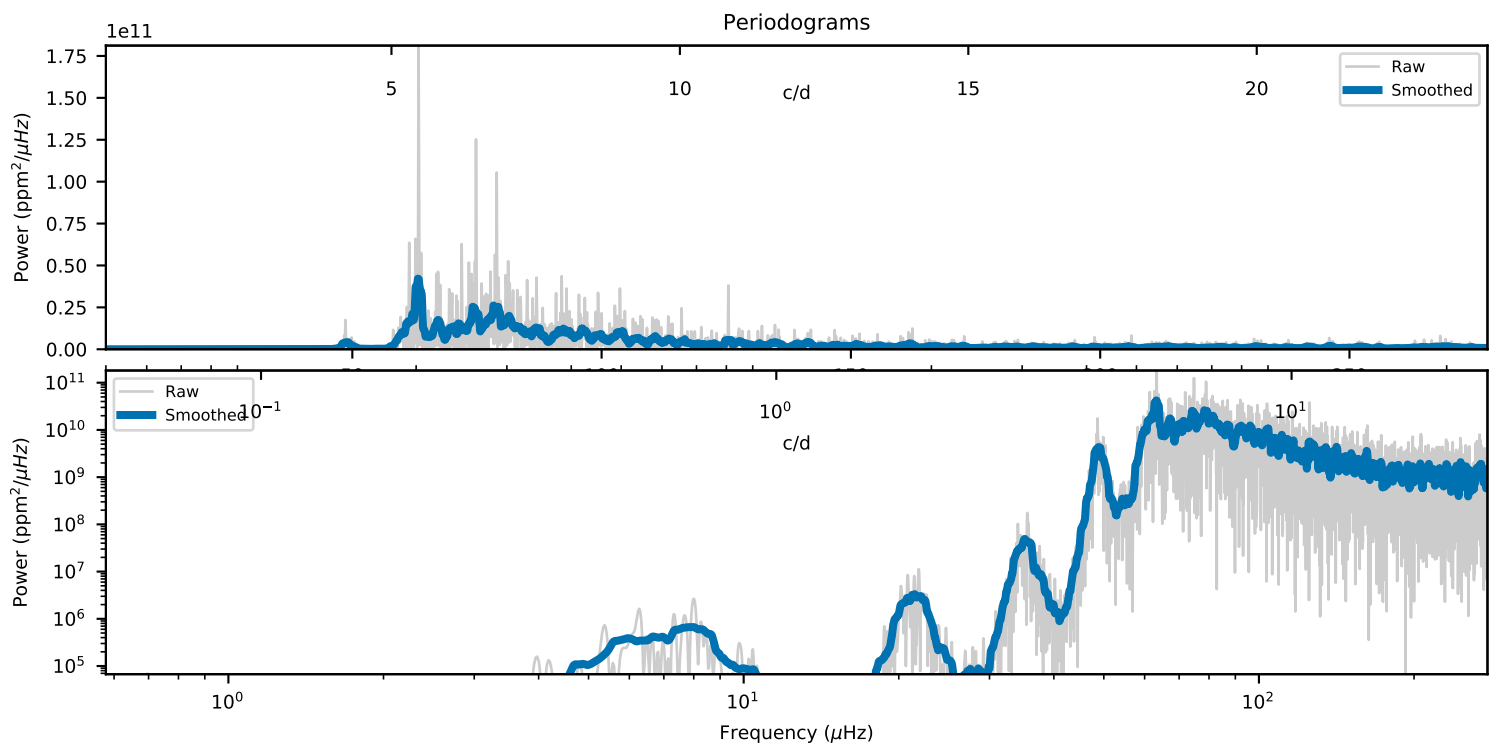 Periodograms
1e11
1.75
1.50
1.25
1.00
0.75
0.50
0.25
0.00
Power (ppm²/μHz)
5
10
15
20
c/d
Raw
Smoothed
Raw
Smoothed
10⁻¹
10⁰
10¹
c/d
10¹¹
10¹⁰
10⁹
10⁸
10⁷
10⁶
10⁵
Power (ppm²/μHz)
10⁰
10¹
10²
Frequency (μHz)